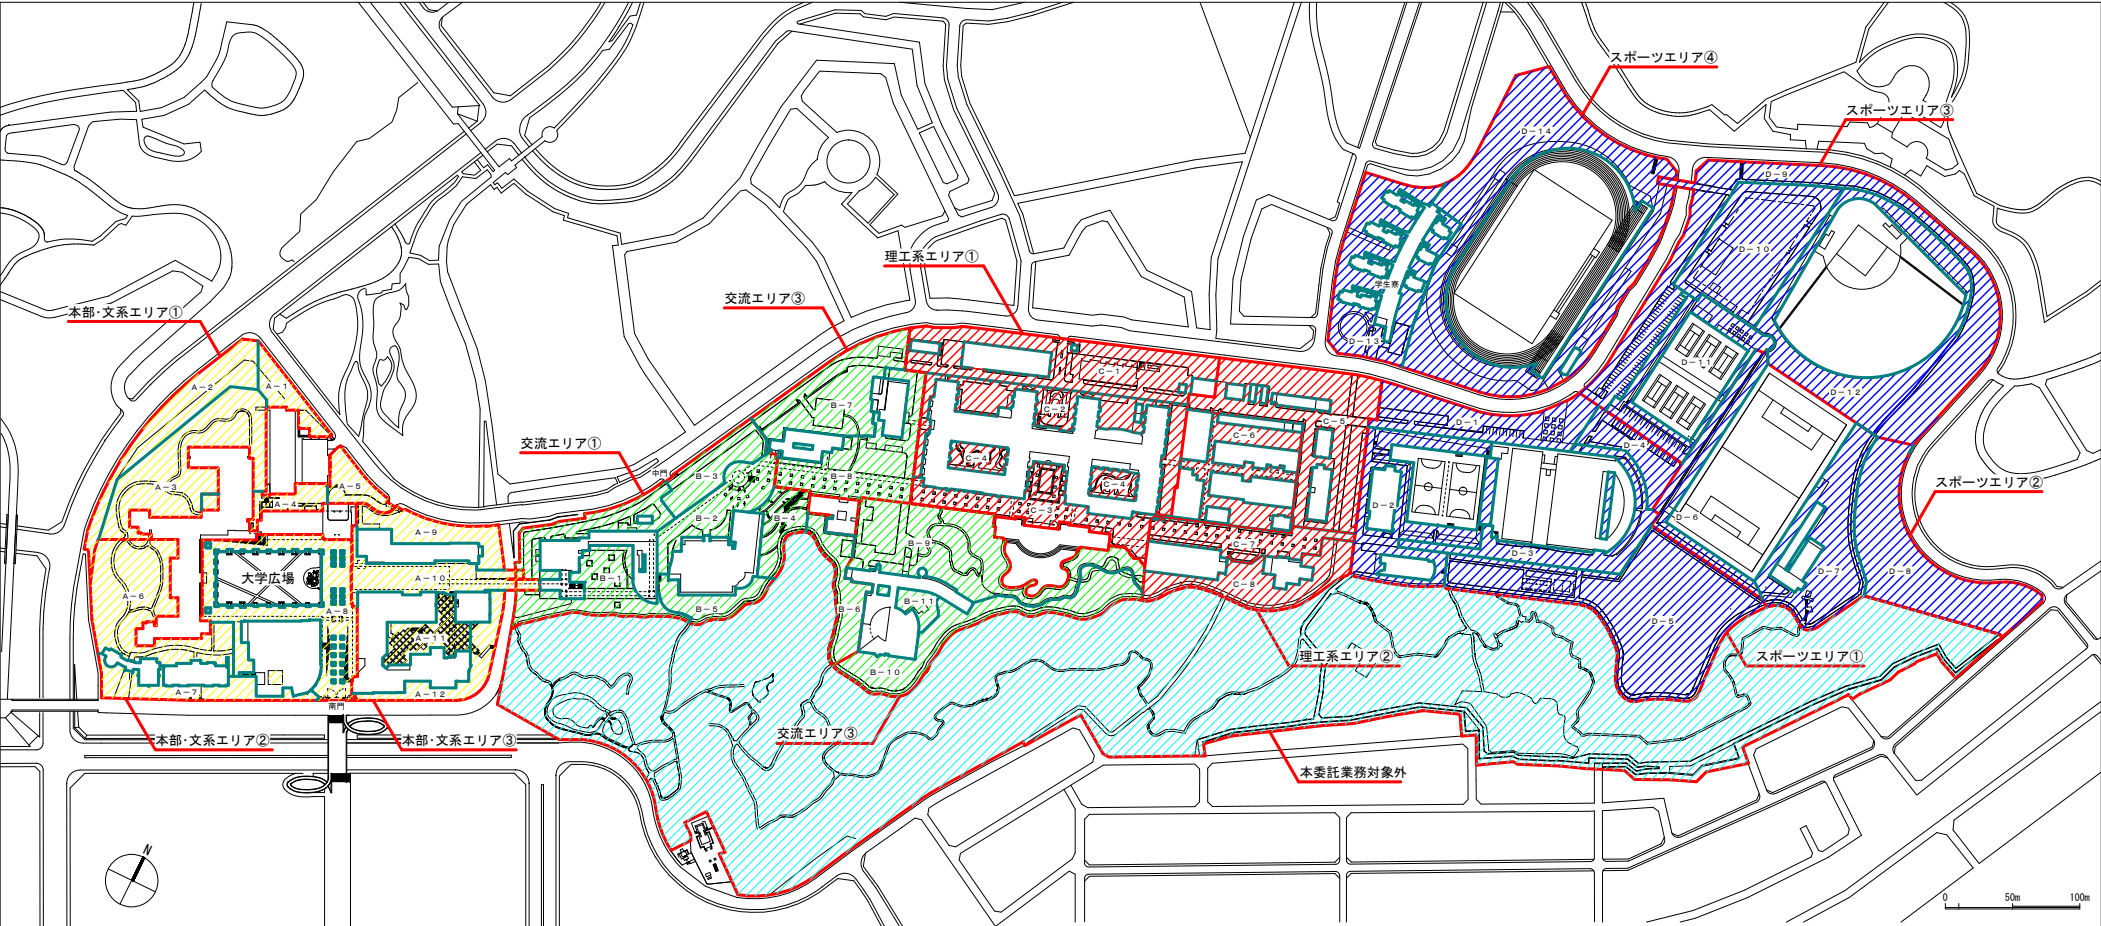 スポーツエリア④
スポーツエリア③
D-14
D-9
D-10
理工系エリア①
学生寮
交流エリア③
本部・文系エリア①
D-13
D-11
C-1
A-2
A-1
D-12
B-7
C-2
交流エリア①
C-5
D-1
C-6
D-4
中門
B-3
B-8
C-4
C-4
スポーツエリア②
A-3
A-5
A-4
D-2
B-2
B-4
C-3
D-6
A-9
B-9
C-7
D-3
大学広場
A-10
B-1
C-8
D-7
D-8
A-6
A-8
B-5
B-6
B-11
D-5
A-11
理工系エリア②
スポーツエリア①
B-10
A-7
A-12
南門
本部・文系エリア②
本部・文系エリア③
交流エリア③
本委託業務対象外
N
0 50m 100m